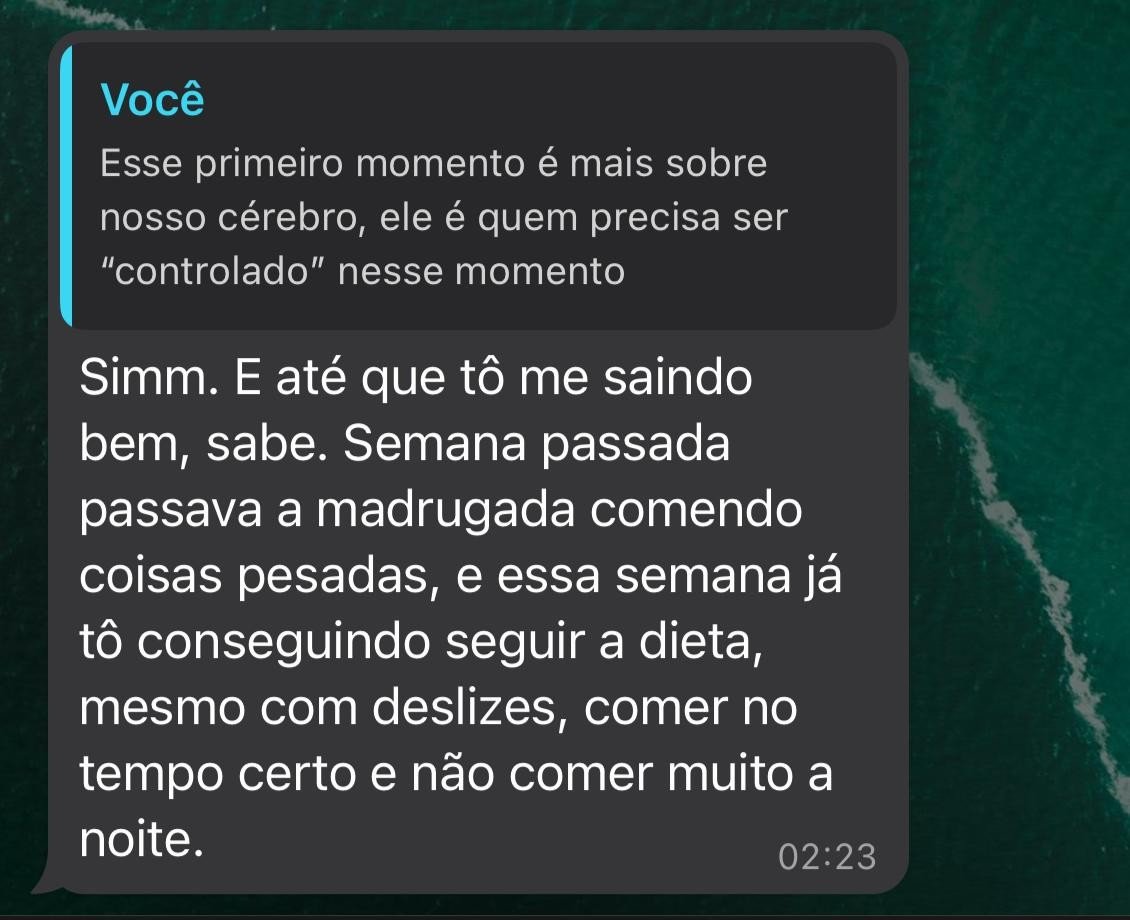 Você
Esse primeiro momento é mais sobre
nosso cérebro, ele é quem precisa ser
“controlado” nesse momento
Simm. E até que tô me saindo
bem, sabe. Semana passada
passava a madrugada comendo
coisas pesadas, e essa semana já
tô conseguindo seguir a dieta,
mesmo com deslizes, comer no
tempo certo e não comer muito a
noite.
02:23